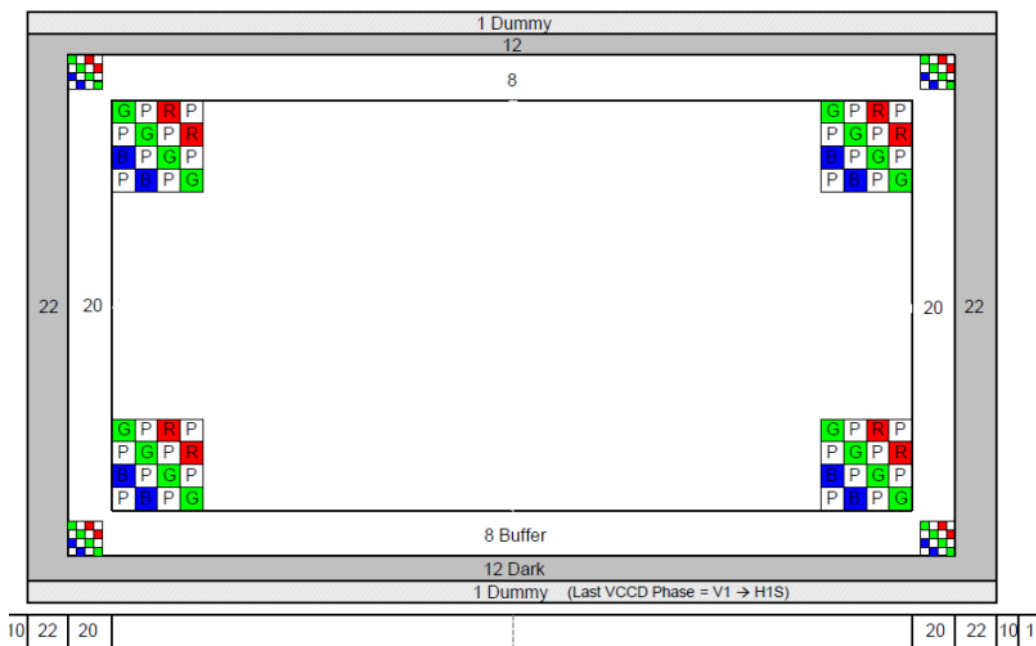 1 Dummy
12
8
G P R P G P R P
P G P R P G P R
B P G P B P G P
P B P G P B P G
22 20 20 22
G P R P G P R P
P G P R P G P R
B P G P B P G P
P B P G P B P G
8 Buffer
12 Dark
1 Dummy (Last VCCD Phase = V1 → H1S)
10 22 20 20 22 10 1